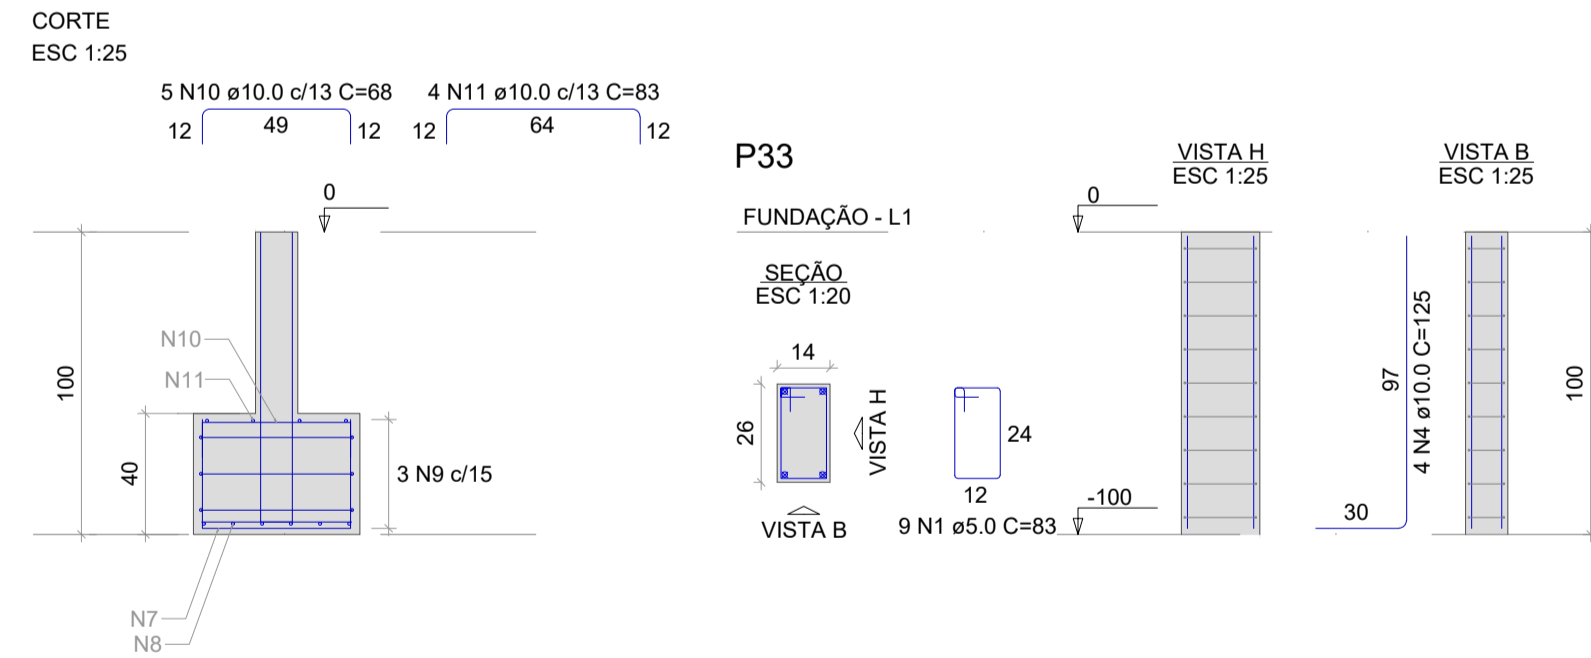 CORTE
ESC 1:25
5 N10 ø10.0 c/13 C=68
12
49
12
4 N11 ø10.0 c/13 C=83
12
64
12
0
100
40
N10
N11
3 N9 c/15
N7
N8
P33
FUNDAÇÃO - L1
SEÇÃO
ESC 1:20
14
26
VISTA H
VISTA B
24
12
9 N1 ø5.0 C=83
VISTA H
ESC 1:25
0
-100
VISTA B
ESC 1:25
97
4 N4 ø10.0 C=125
30
100